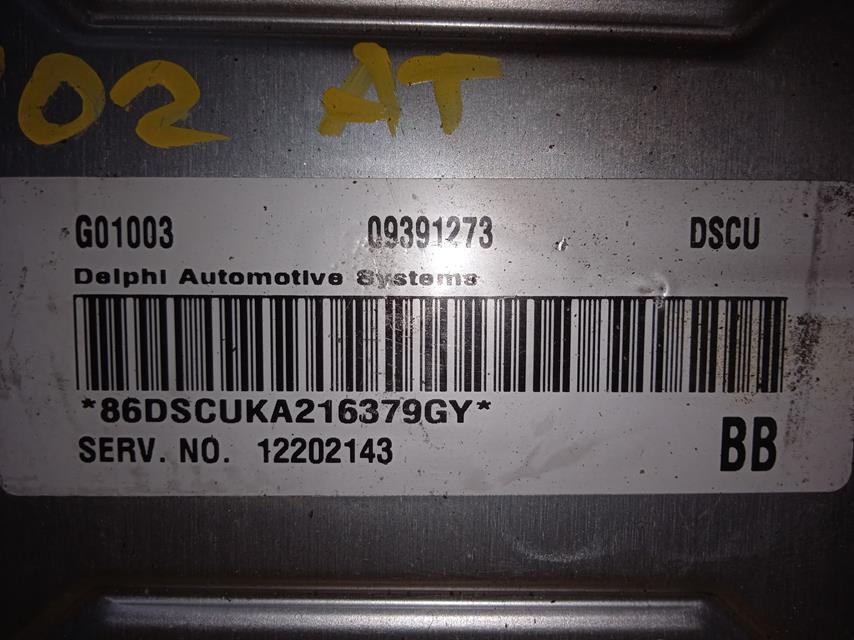 '02 AT
G01003 09391273 DSCU
Delphi Automotive Systems
*86DSCUKA216379GY*
SERV. NO. 12202143 BB